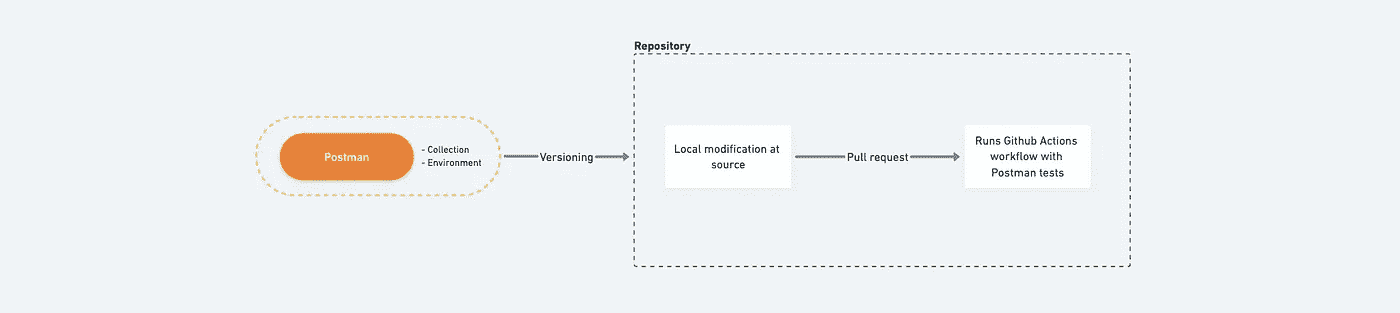 Repository
Postman
- Collection
- Environment
Versioning
Local modification at
source
Pull request
Runs Github Actions
workflow with
Postman tests